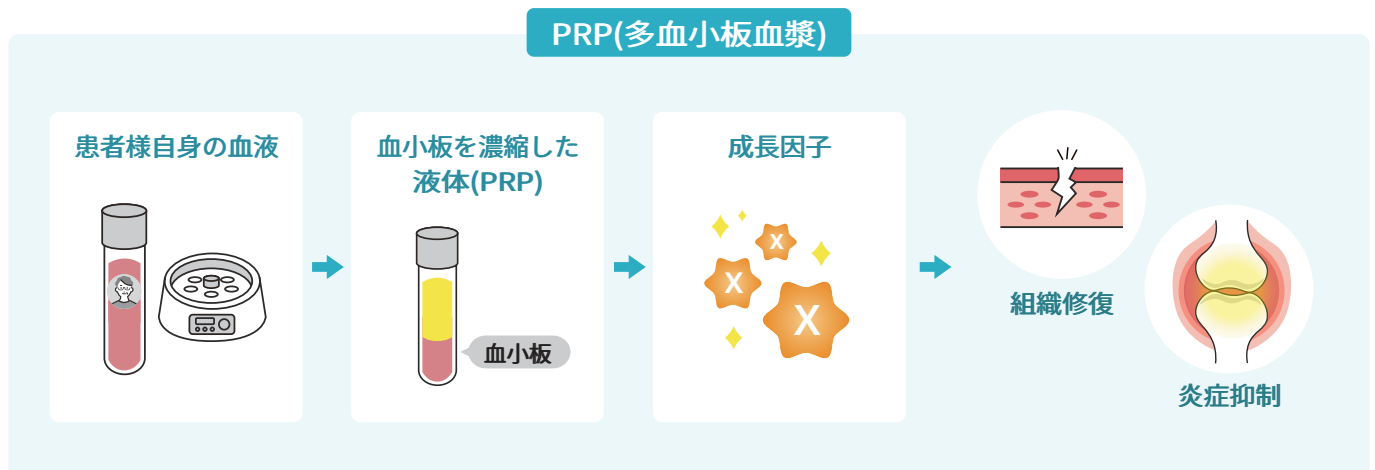 PRP(多血小板血漿)
患者様自身の血液
血小板を濃縮した
液体(PRP)
血小板
成長因子
X
X
X
組織修復
炎症抑制